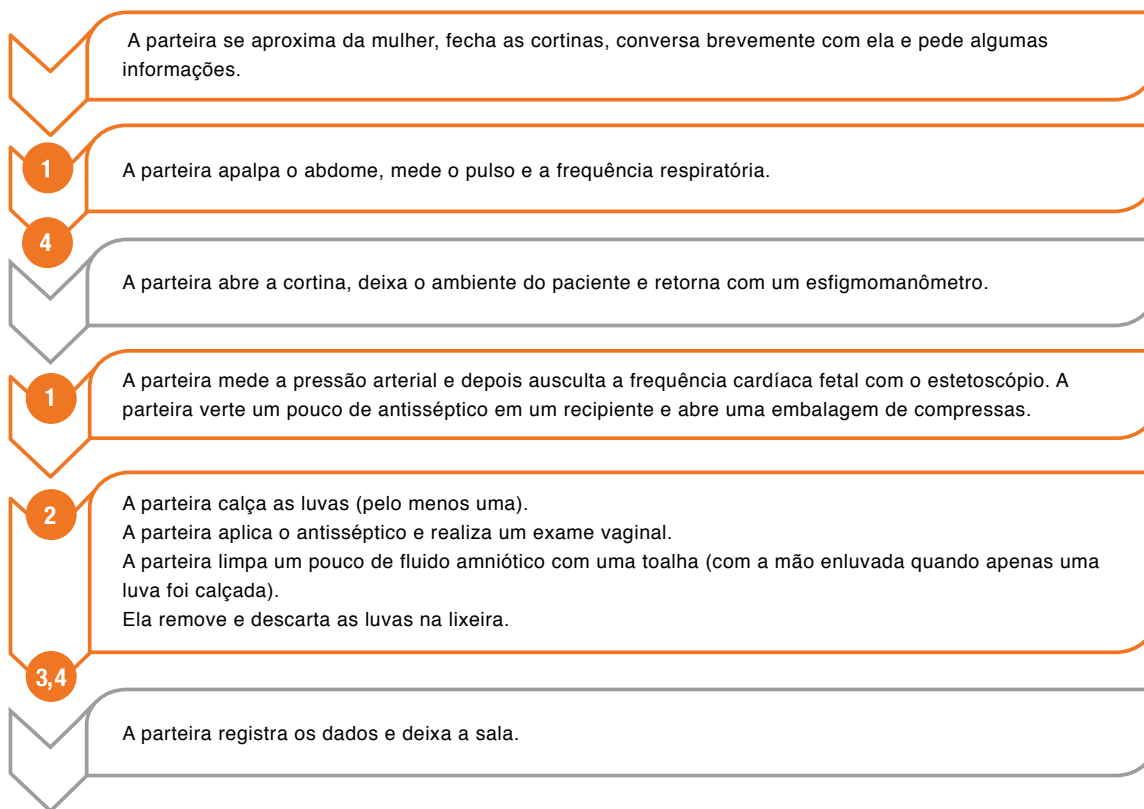 A parteira se aproxima da mulher, fecha as cortinas, conversa brevemente com ela e pede algumas
informações.
1
A parteira apalpa o abdome, mede o pulso e a frequência respiratória.
4
A parteira abre a cortina, deixa o ambiente do paciente e retorna com um esfigmomanômetro.
1
A parteira mede a pressão arterial e depois ausculta a frequência cardíaca fetal com o estetoscópio. A
parteira verte um pouco de antisséptico em um recipiente e abre uma embalagem de compressas.
2
A parteira calça as luvas (pelo menos uma).
A parteira aplica o antisséptico e realiza um exame vaginal.
A parteira limpa um pouco de fluido amniótico com uma toalha (com a mão enluvada quando apenas uma
luva foi calçada).
Ela remove e descarta as luvas na lixeira.
3,4
A parteira registra os dados e deixa a sala.